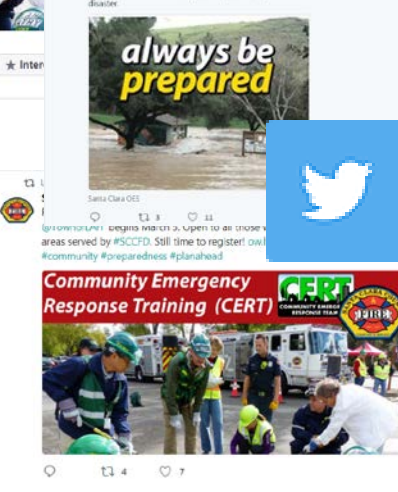 disaster.
always be
prepared
★ Inter
Santa Clara OES
3
11
begins March 5. Open to all those
areas served by #SCCFD. Still time to register! ow.l
#community #preparedness #planahead
Community Emergency
Response Training (CERT)
CERT
COMMUNITY EMERGENCY
RESPONSE TEAM
SANTA CLARA
FIRE
4
7